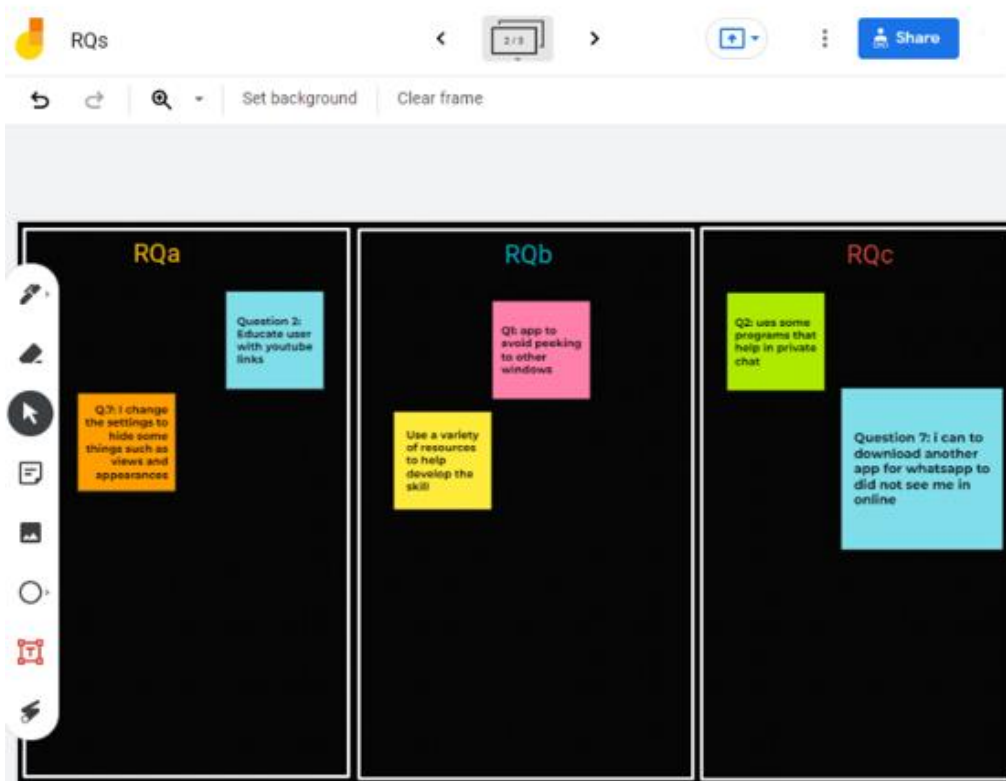 RQs
2/3
Share
Set background
Clear frame
RQa
Question 2:
Educate user
with youtube
links
Q.7: I change
the settings to
hide some
things such as
views and
appearances
RQb
Q1: app to
avoid peeking
to other
windows
Use a variety
of resources
to help
develop the
skill
RQc
Q2: ues some
programs that
help in private
chat
Question 7: i can to
download another
app for whatsapp to
did not see me in
online